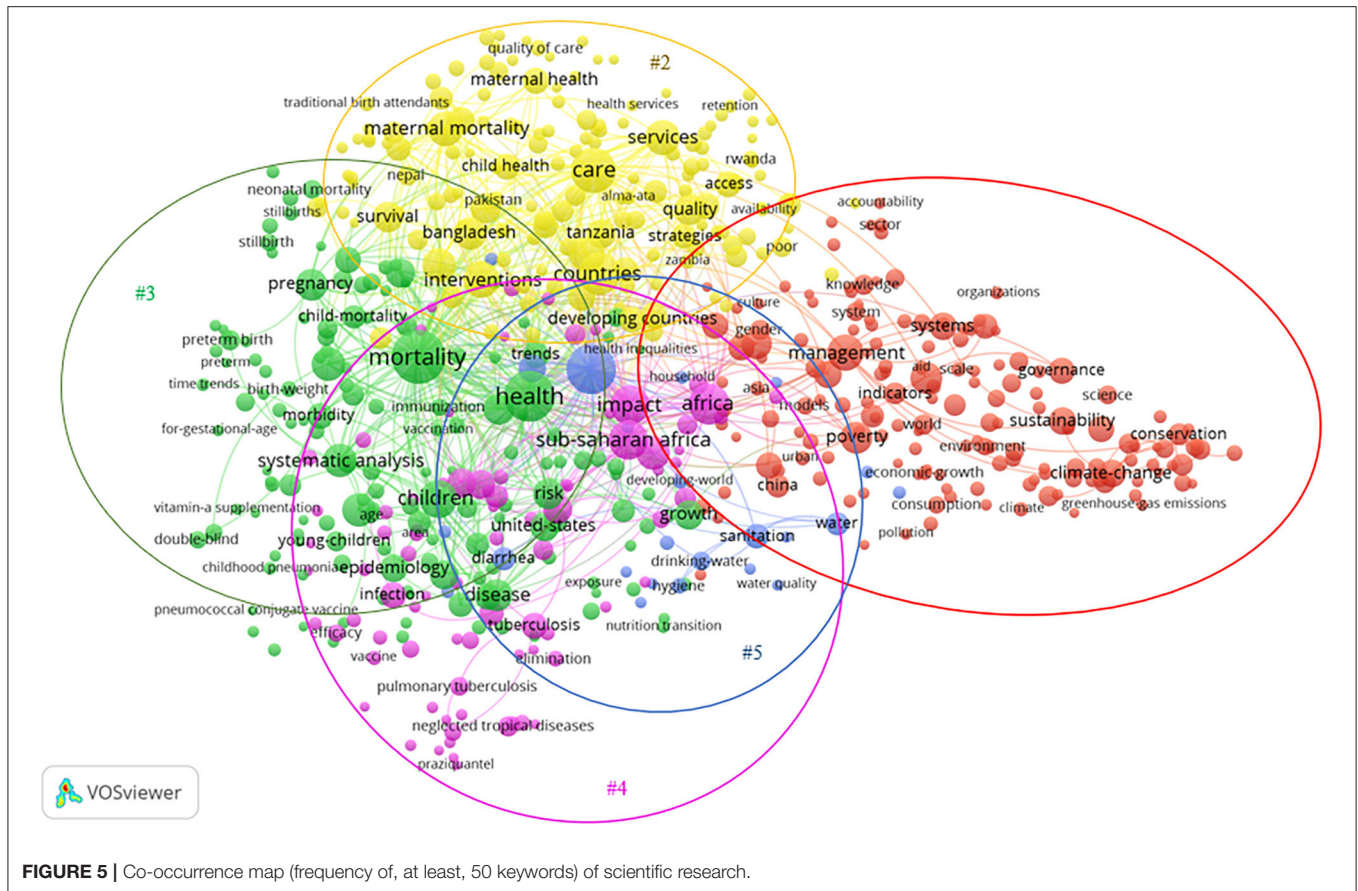 quality of care
#2
maternal health
traditional birth attendants
health services
retention
maternal mortality
services
child health
care
rwanda
nepal
access
neonatal mortality
pakistan
alma-ata
accountability
stillbirths
survival
quality
availability
sector
stillbirth
bangladesh
tanzania
strategies
poor
zambia
pregnancy
interventions
countries
knowledge
organizations
#3
culture
child-mortality
developing countries
system
systems
gender
preterm birth
mortality
trends
health inequalities
management
preterm
household
aid
scale
governance
time trends
birth-weight
health
asia
indicators
science
immunization
impact
africa
models
morbidity
sustainability
for-gestational-age
vaccination
world
conservation
sub-saharan africa
poverty
environment
systematic analysis
urban
developing-world
china
economic-growth
climate-change
children
risk
consumption
greenhouse gas emissions
vitamin-a supplementation
age
growth
climate
united-states
water
area
pollution
double-blind
young-children
sanitation
diarrhea
drinking-water
childhood pneumonia
epidemiology
exposure
hygiene
water quality
infection
disease
pneumococcal conjugate vaccine
efficacy
tuberculosis
nutrition transition
vaccine
elimination
#5
pulmonary tuberculosis
neglected tropical diseases
praziquantel
#4
VOSviewer
FIGURE 5 | Co-occurrence map (frequency of, at least, 50 keywords) of scientific research.